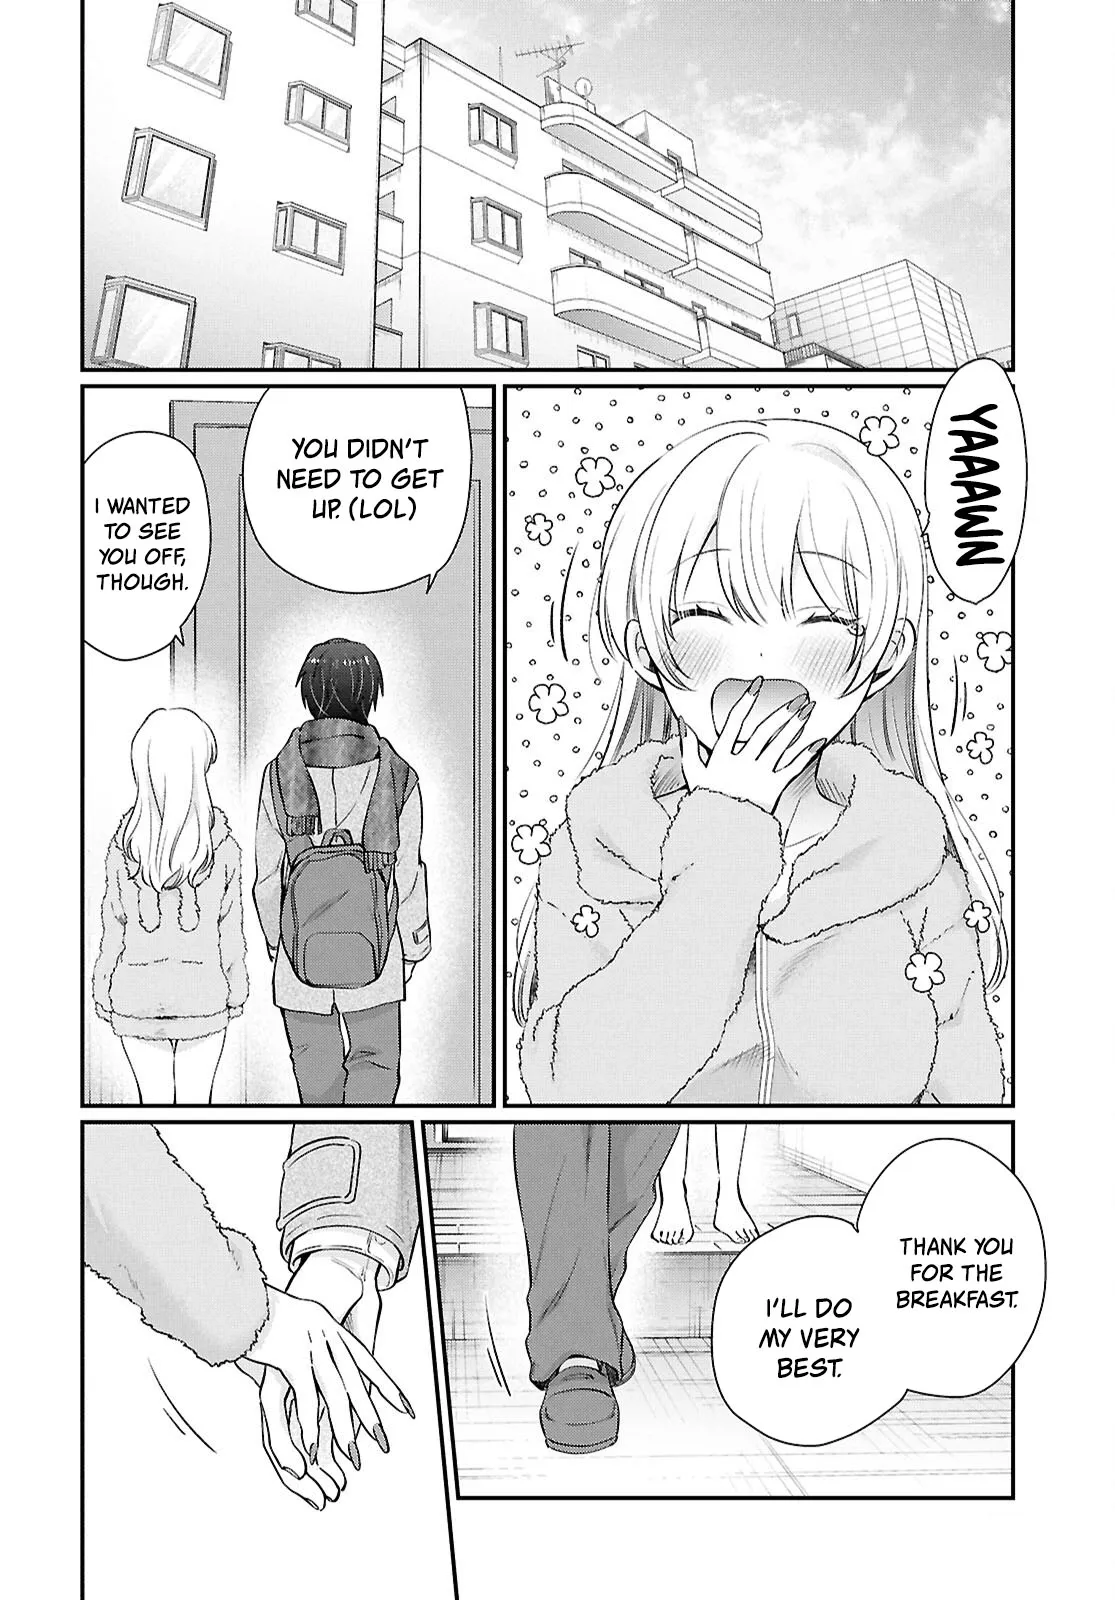 YAAAWN
YOU DIDN'T
NEED TO GET
UP. (LOL)
I WANTED
TO SEE
YOU OFF,
THOUGH.
THANK YOU
FOR THE
BREAKFAST.
I'LL DO
MY VERY
BEST.